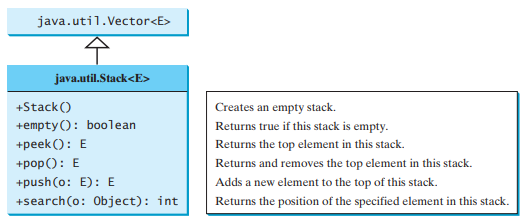 java.util.Vector<E>
java.util.Stack<E>
+Stack()
+empty(): boolean
+peek(): E
+pop(): E
+push(o: E): E
+search(o: Object): int
Creates an empty stack.
Returns true if this stack is empty.
Returns the top element in this stack.
Returns and removes the top element in this stack.
Adds a new element to the top of this stack.
Returns the position of the specified element in this stack.